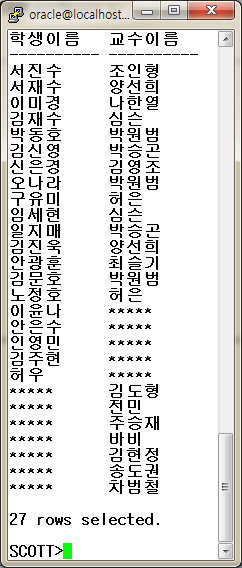 oracle@localhost...
학생이름 교수이름
---------- ----------
서진수 조인형
서재수 양선희
이미경 나한열
김재수 심슨
박동호 박원범
김신영 박승곤
신은경 김영조
오나라 박원범
구유미 허은
임세현 심슨
일지매 박승곤
김진욱 양선희
안광훈 최슬기
김문호 박원범
노정호 허은
이윤나 *****
안은수 *****
인영민 *****
김주현 *****
허우 *****
***** 김도형
***** 전민
***** 주승재
***** 바비
***** 김현정
***** 송도권
***** 차범철
27 rows selected.
SCOTT>